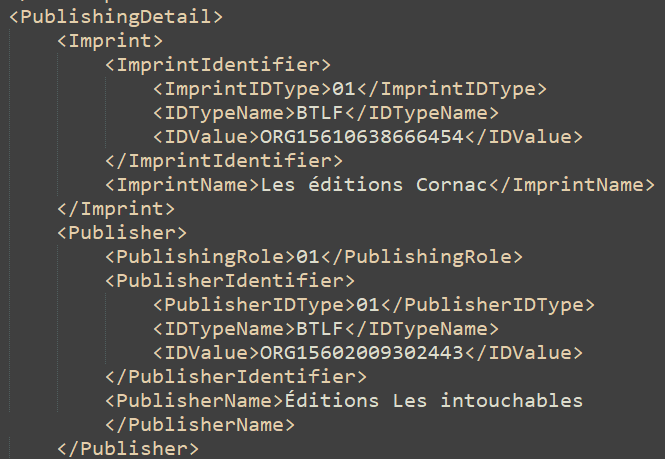 <PublishingDetail>
<Imprint>
<ImprintIdentifier>
<ImprintIDType>01</ImprintIDType>
<IDTypeName>BTLF</IDTypeName>
<IDValue>ORG15610638666454</IDValue>
</ImprintIdentifier>
<ImprintName>Les éditions Cornac</ImprintName>
</Imprint>
<Publisher>
<PublishingRole>01</PublishingRole>
<PublisherIdentifier>
<PublisherIDType>01</PublisherIDType>
<IDTypeName>BTLF</IDTypeName>
<IDValue>ORG15602009302443</IDValue>
</PublisherIdentifier>
<PublisherName>Éditions Les intouchables
</PublisherName>
</Publisher>